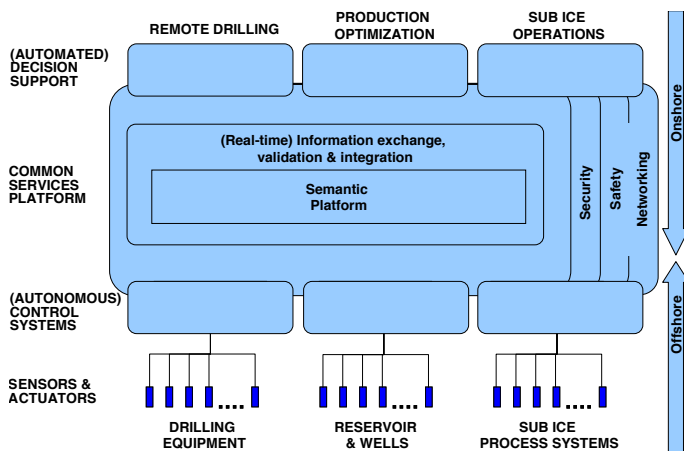 REMOTE DRILLING
PRODUCTION
OPTIMIZATION
SUB ICE
OPERATIONS
(AUTOMATED)
DECISION
SUPPORT
Onshore
(Real-time) Information exchange,
validation & integration
COMMON
SERVICES
PLATFORM
Semantic
Platform
Security
Safety
Networking
(AUTONOMOUS)
CONTROL
SYSTEMS
Offshore
SENSORS &
ACTUATORS
DRILLING
EQUIPMENT
RESERVOIR
& WELLS
SUB ICE
PROCESS SYSTEMS